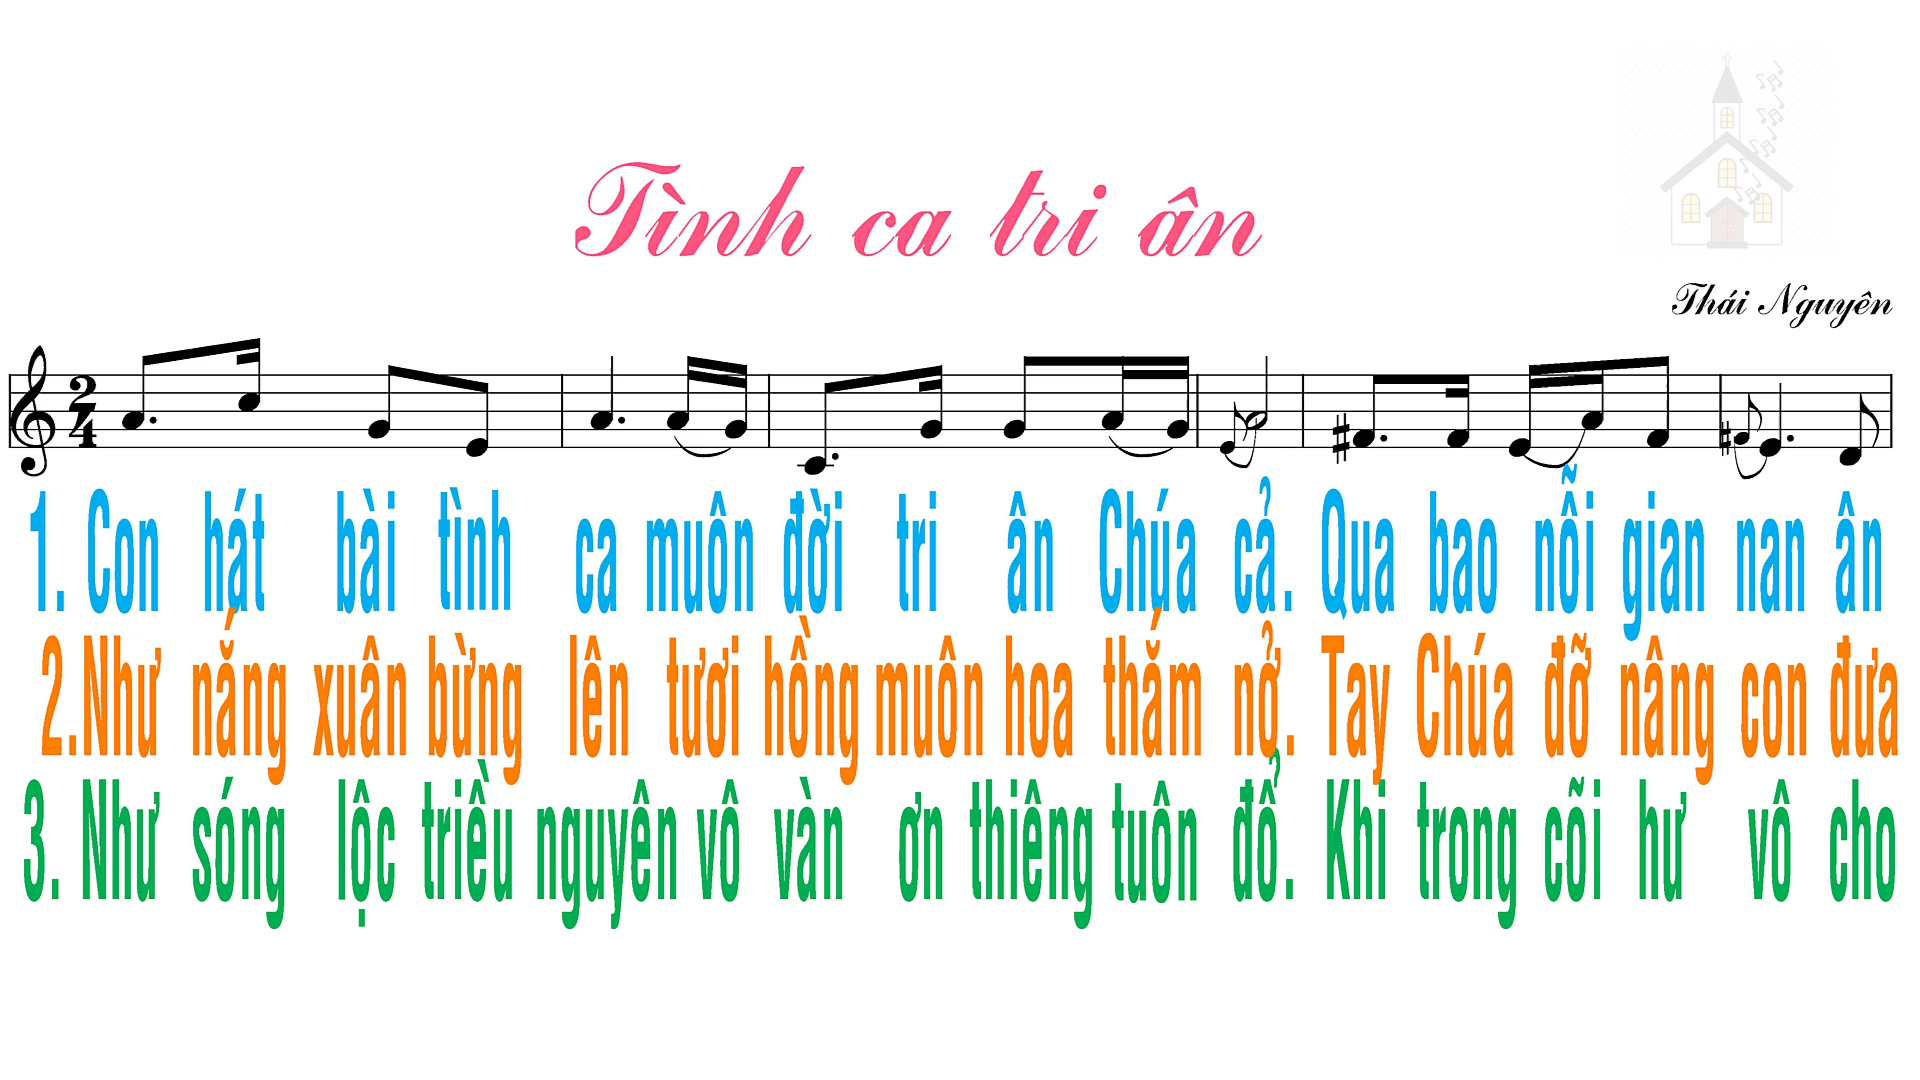 Tình ca tri ân
Thái Nguyên
2
4
1. Con hát bài tình ca muôn đời tri ân Chúa cả. Qua bao nỗi gian nan ân
2. Như nắng xuân bừng lên tươi hồng muôn hoa thắm nở. Tay Chúa đỡ nâng con đưa
3. Như sóng lộc triều nguyên vô vàn ơn thiêng tuôn đổ. Khi trong cõi hư vô cho